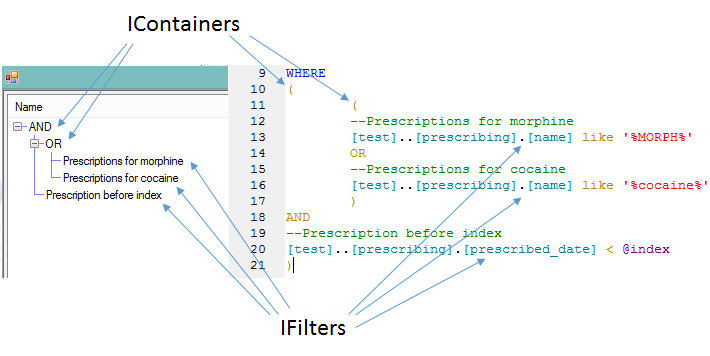 IContainers
Name
AND
OR
Prescriptions for morphine
Prescriptions for cocaine
Prescription before index
9 WHERE
10 (
11 (
12 --Prescriptions for morphine
13 [test]..[prescribing].[name] like '%MORPH%'
14 OR
15 --Prescriptions for cocaine
16 [test]..[prescribing].[name] like '%cocaine%'
17 )
18 AND
19 --Prescription before index
20 [test]..[prescribing].[prescribed_date] < @index
21 )
IFilters